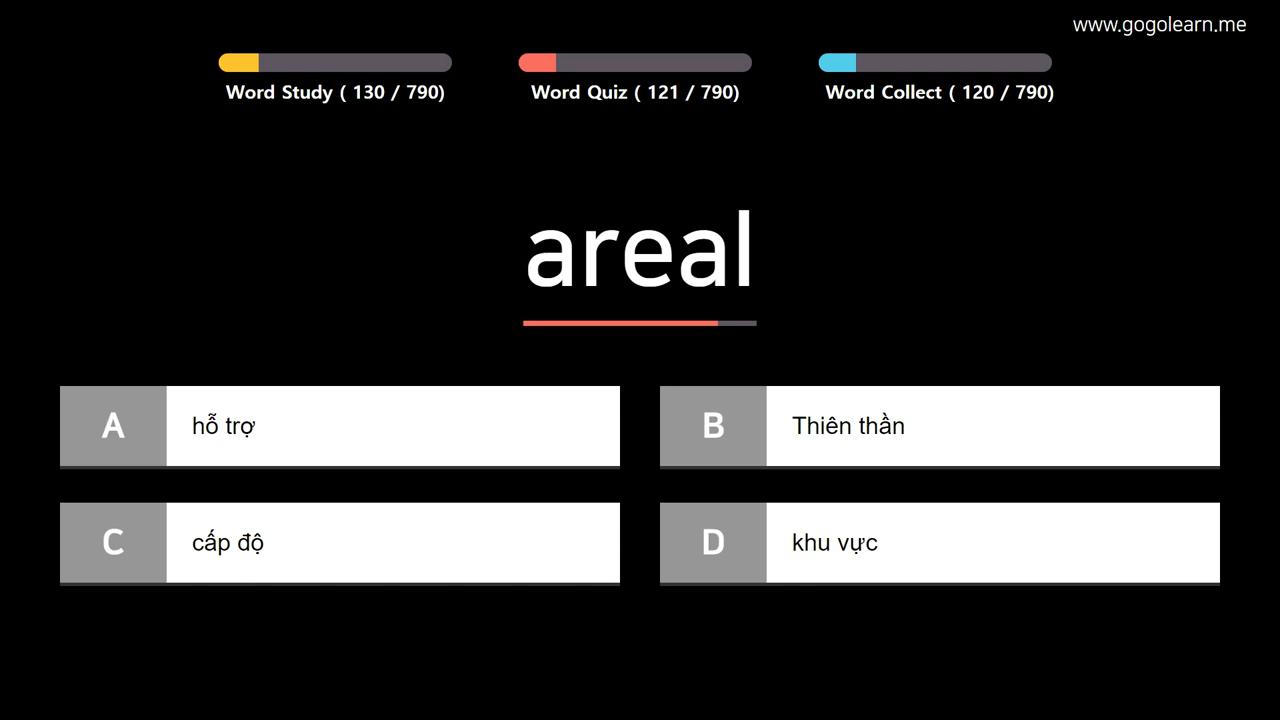 www.gogolearn.me
Word Study ( 130 / 790)
Word Quiz ( 121 / 790)
Word Collect ( 120 / 790)
areal
A
hỗ trợ
B
Thiên thần
C
cấp độ
D
khu vực